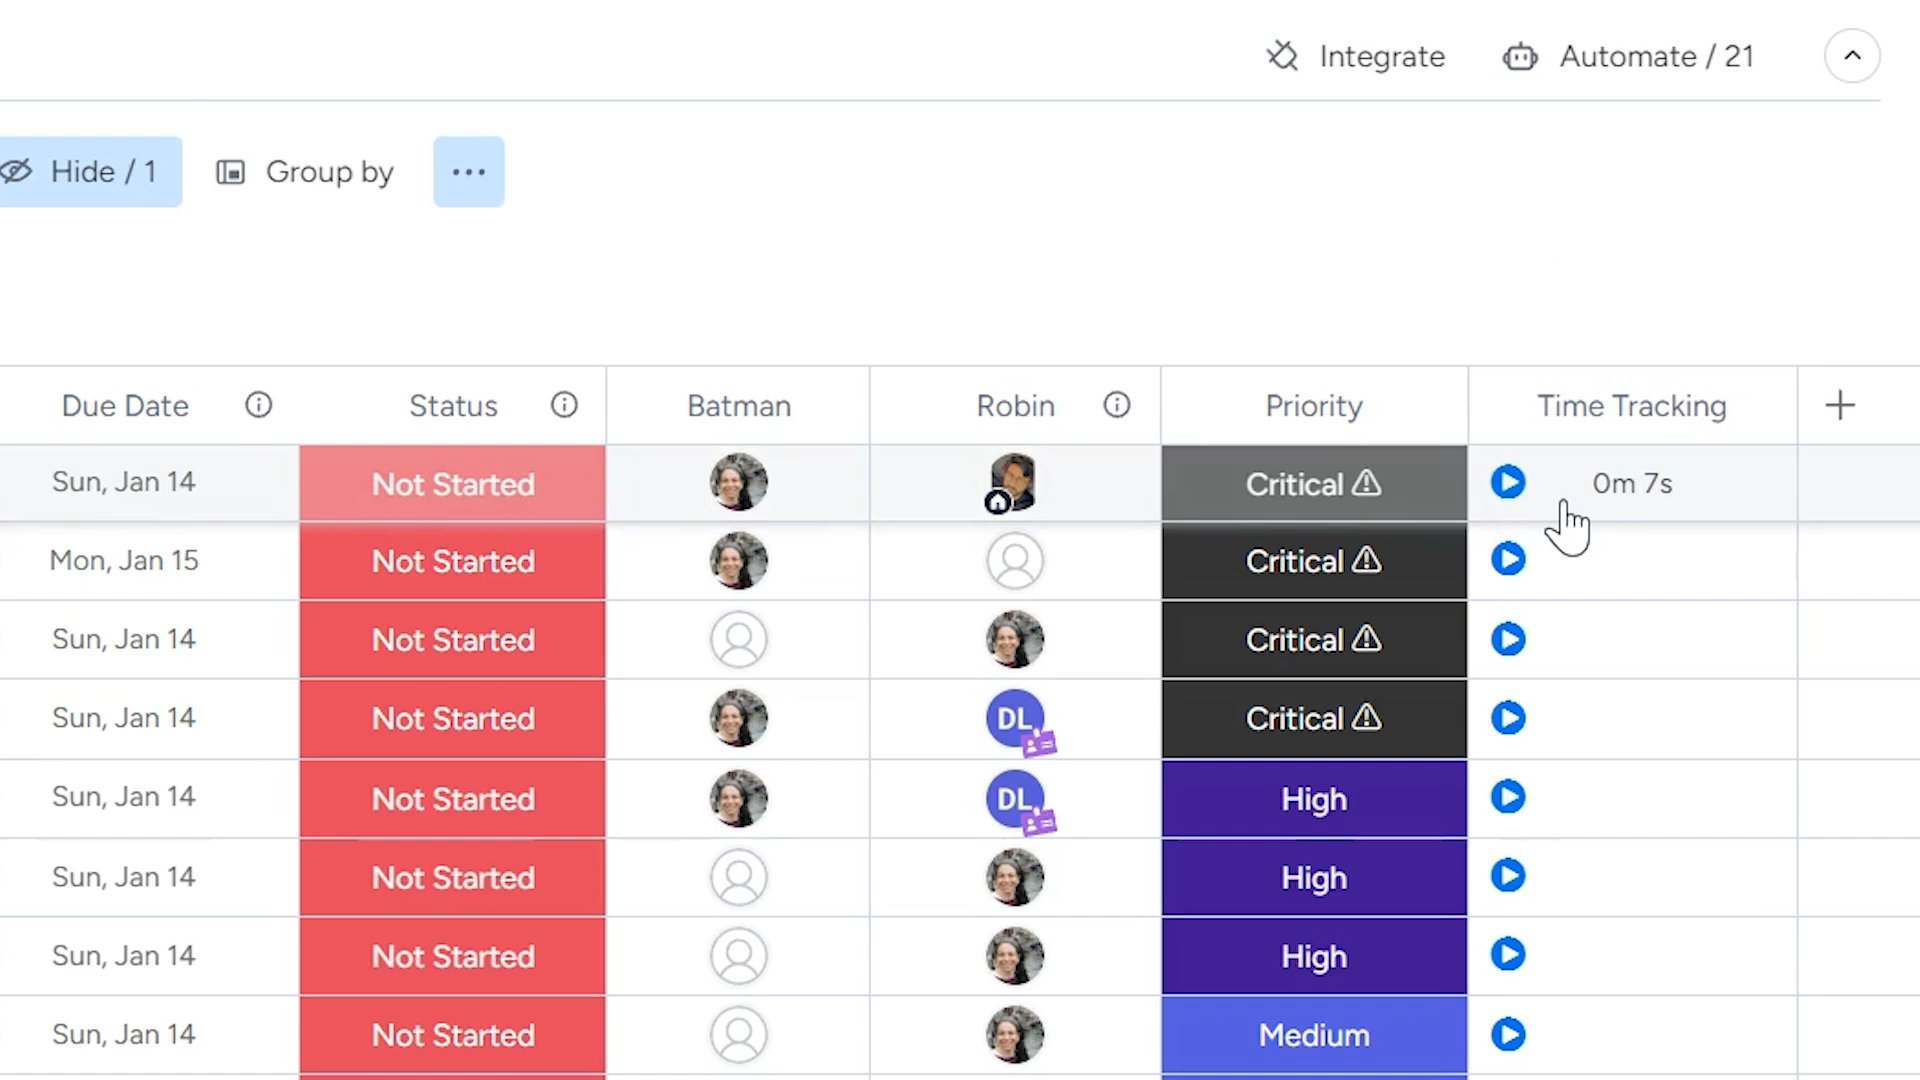 Integrate Automate / 21
Hide / 1 Group by
Due Date Status Batman Robin Priority Time Tracking
Sun, Jan 14 Not Started Critical 0m 7s
Mon, Jan 15 Not Started Critical
Sun, Jan 14 Not Started Critical
Sun, Jan 14 Not Started DL Critical
Sun, Jan 14 Not Started DL High
Sun, Jan 14 Not Started High
Sun, Jan 14 Not Started High
Sun, Jan 14 Not Started Medium